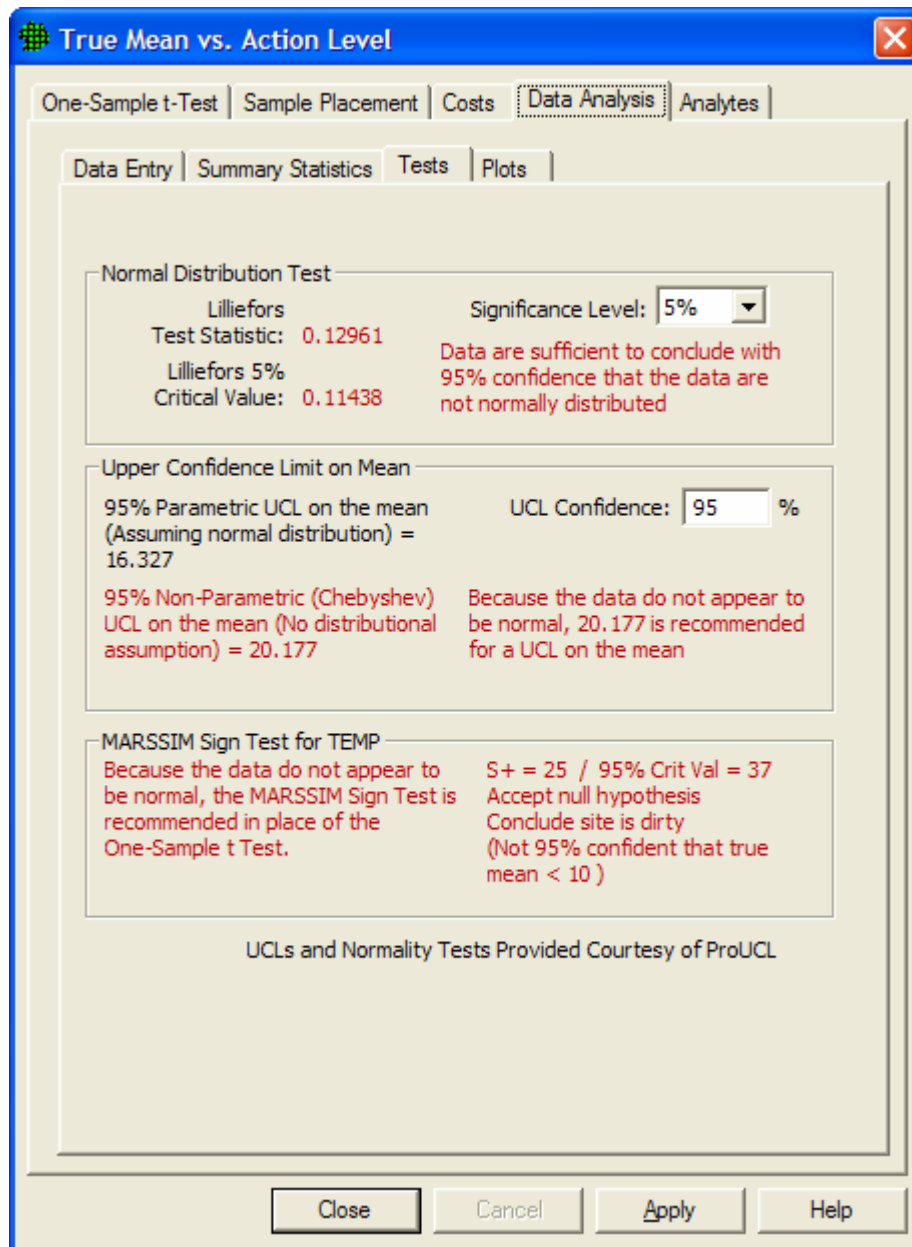 True Mean vs. Action Level
One-Sample t-Test Sample Placement Costs Data Analysis Analytes
Data Entry Summary Statistics Tests Plots
Normal Distribution Test
Lilliefors
Test Statistic: 0.12961
Lilliefors 5%
Critical Value: 0.11438
Significance Level: 5%
Data are sufficient to conclude with
95% confidence that the data are
not normally distributed
Upper Confidence Limit on Mean
95% Parametric UCL on the mean
(Assuming normal distribution) =
16.327
UCL Confidence: 95 %
95% Non-Parametric (Chebyshev)
UCL on the mean (No distributional
assumption) = 20.177
Because the data do not appear to
be normal, 20.177 is recommended
for a UCL on the mean
MARSSIM Sign Test for TEMP
Because the data do not appear to
be normal, the MARSSIM Sign Test is
recommended in place of the
One-Sample t Test.
S+ = 25 / 95% Crit Val = 37
Accept null hypothesis
Conclude site is dirty
(Not 95% confident that true
mean < 10 )
UCLs and Normality Tests Provided Courtesy of ProUCL
Close Cancel Apply Help